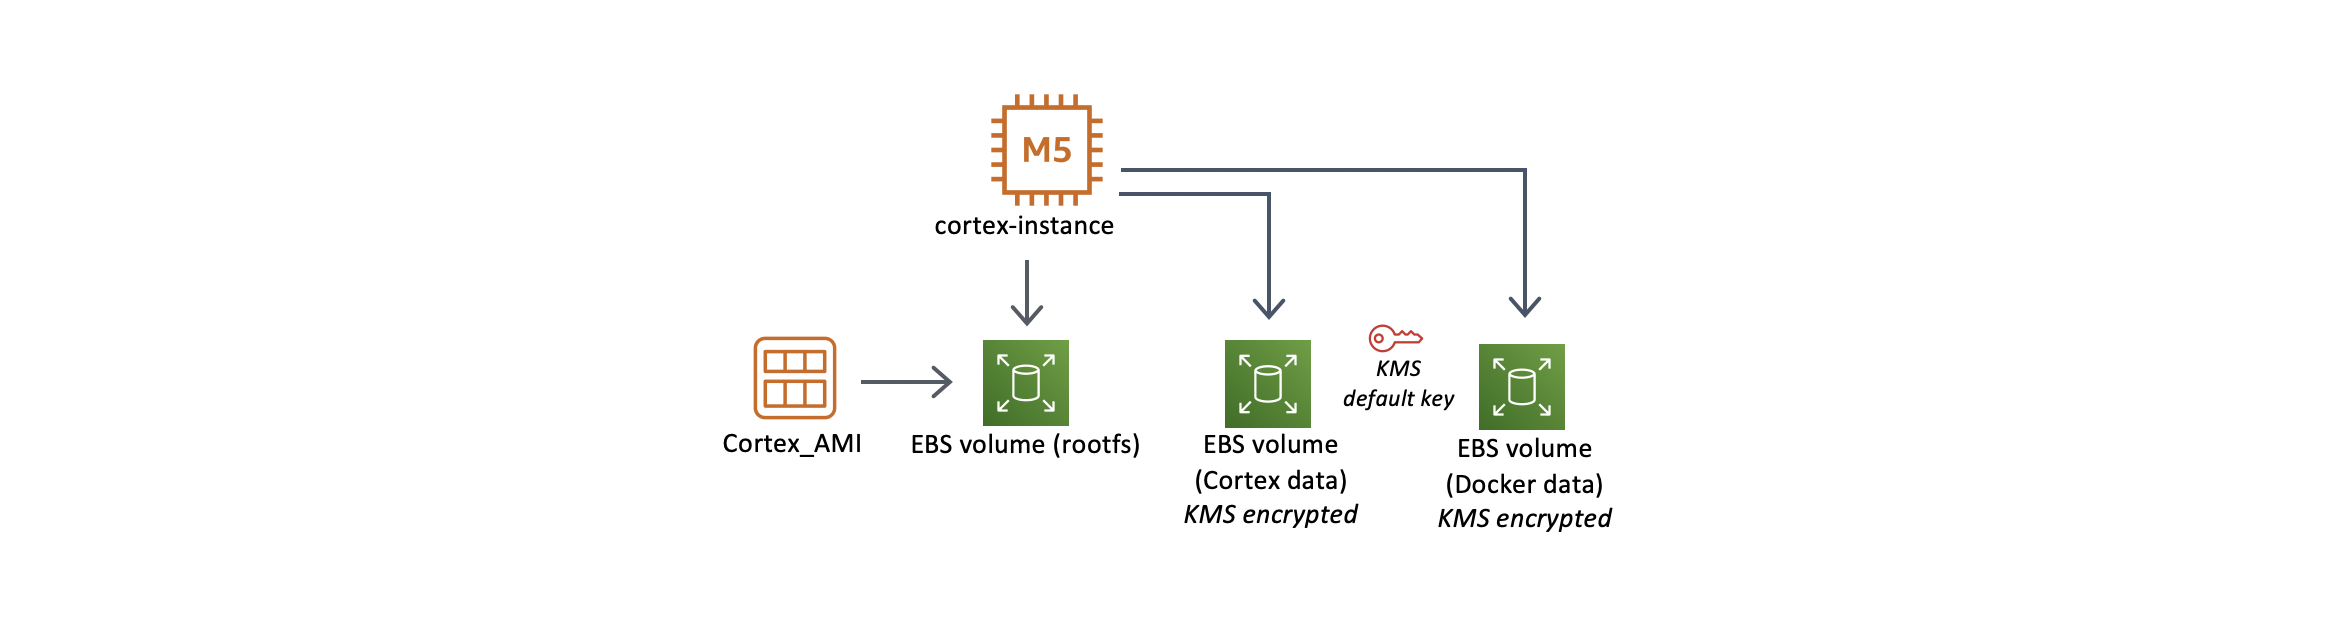 M5
cortex-instance
Cortex_AMI
EBS volume (rootfs)
EBS volume
(Cortex data)
KMS encrypted
KMS
default key
EBS volume
(Docker data)
KMS encrypted